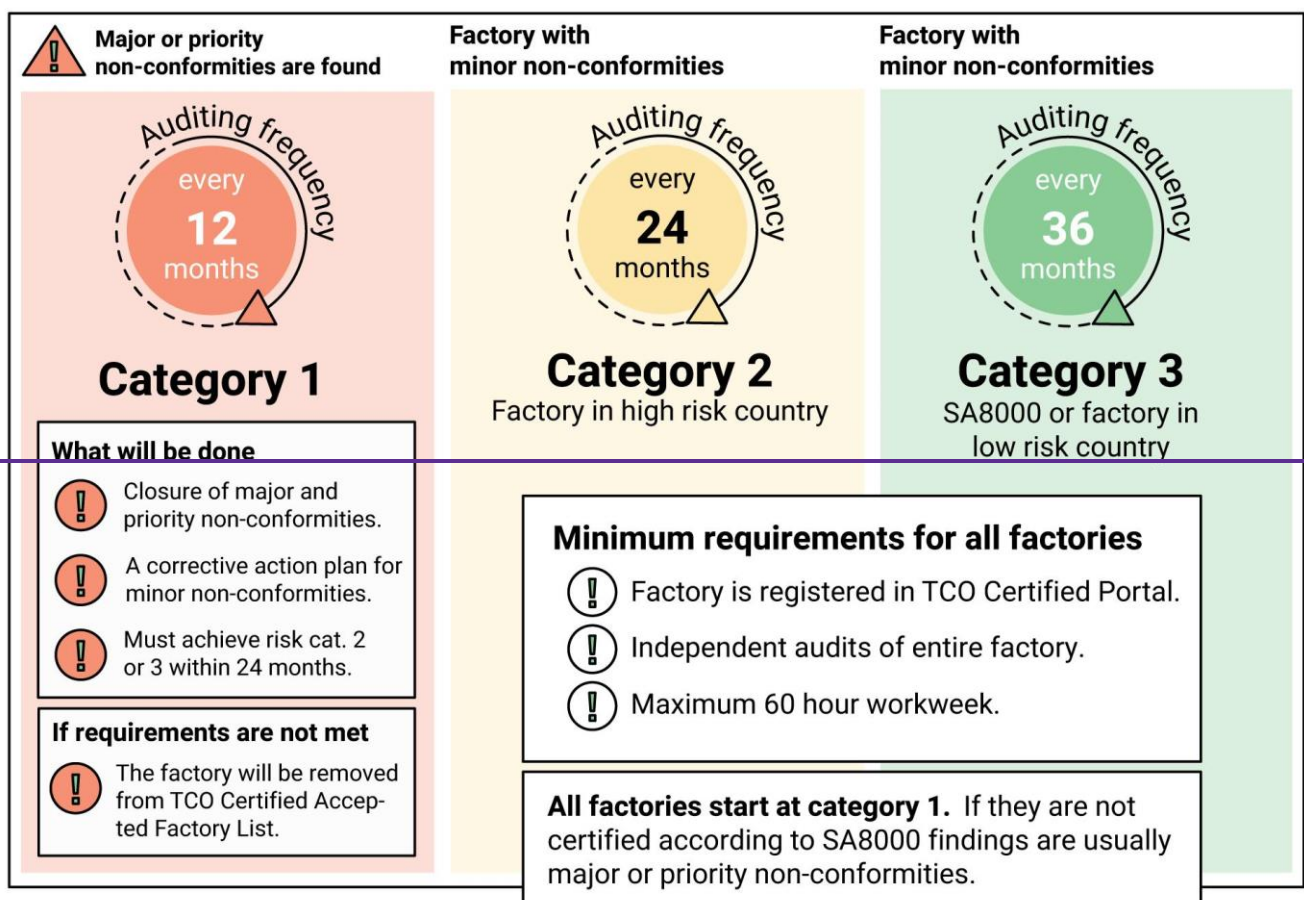 Major or priority
non-conformities are found
Auditing frequency
every
12
months
Category 1
What will be done
Closure of major and
priority non-conformities.
A corrective action plan for
minor non-conformities.
Must achieve risk cat. 2
or 3 within 24 months.
If requirements are not met
The factory will be removed
from TCO Certified Accep-
ted Factory List.
Factory with
minor non-conformities
Auditing frequency
every
24
months
Category 2
Factory in high risk country
Factory with
minor non-conformities
Auditing frequency
every
36
months
Category 3
SA8000 or factory in
low risk country
Minimum requirements for all factories
Factory is registered in TCO Certified Portal.
Independent audits of entire factory.
Maximum 60 hour workweek.
All factories start at category 1. If they are not
certified according to SA8000 findings are usually
major or priority non-conformities.